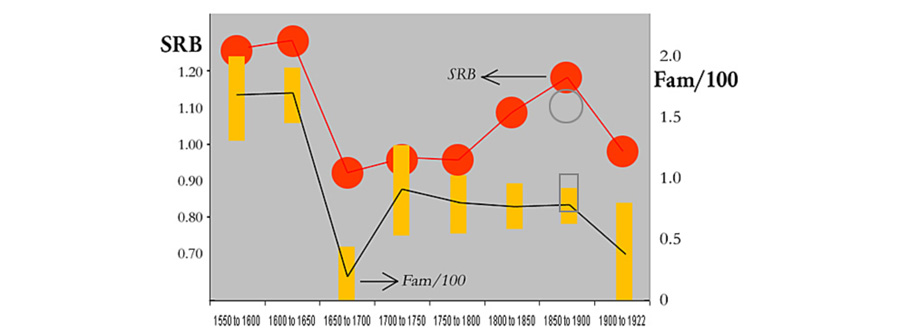 SRB
1.20
1.10
1.00
0.90
0.80
0.70
SRB
Fam/100
2.0
Fam/100
1.5
1.0
0.5
0
1550 to 1600
1600 to 1650
1650 to 1700
1700 to 1750
1750 to 1800
1800 to 1850
1850 to 1900
1900 to 1922